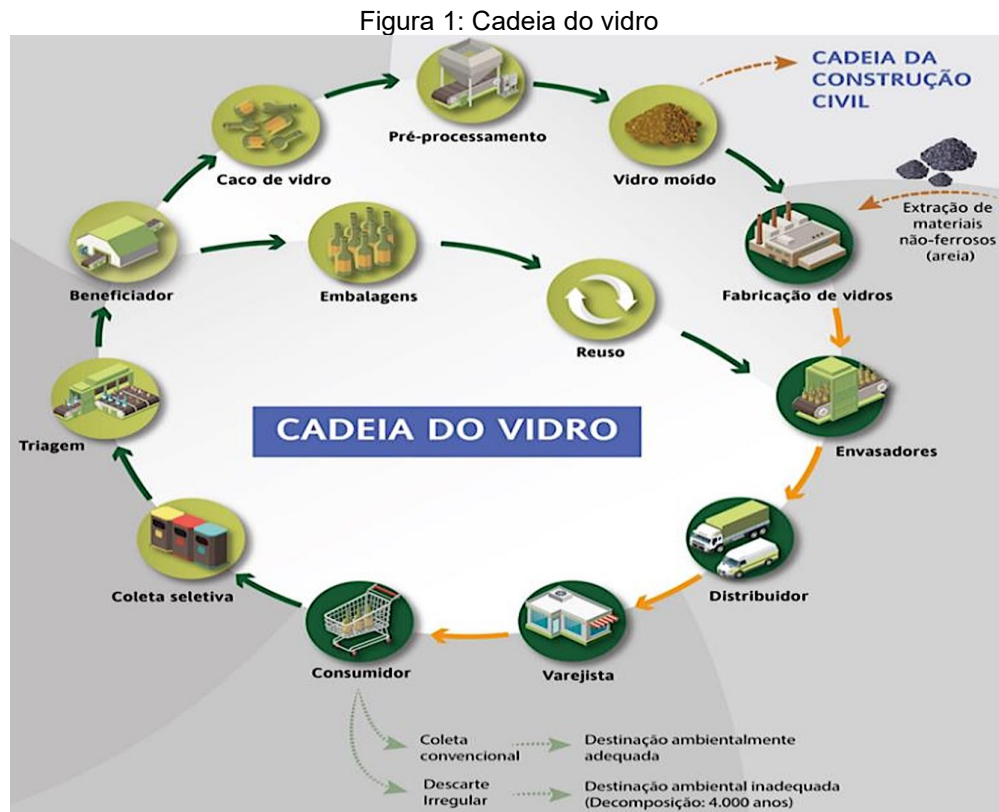 Figura 1: Cadeia do vidro
CADEIA DA
CONSTRUÇÃO
CIVIL
Pré-processamento
Caco de vidro
Vidro moído
Extração de
materiais
não-ferrosos
(areia)
Beneficiador
Embalagens
Fabricação de vidros
Reuso
CADEIA DO VIDRO
Triagem
Envasadores
Coleta seletiva
Distribuidor
Consumidor
Varejista
Coleta
convencional
Destinação ambientalmente
adequada
Descarte
Irregular
Destinação ambiental inadequada
(Decomposição: 4.000 anos)